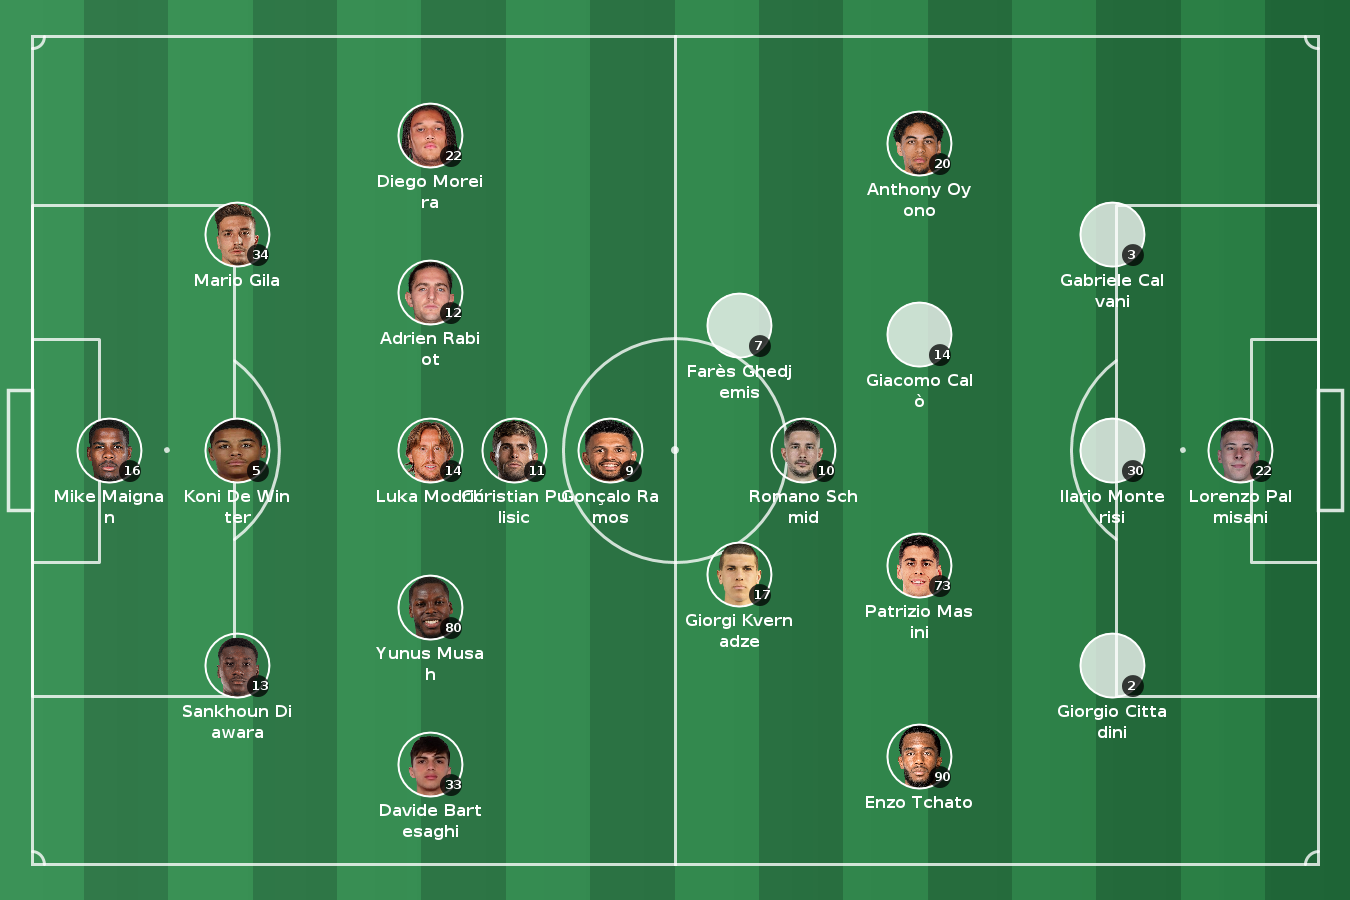 22
Diego Morei
ra
20
Anthony Oy
ono
34
Mario Gila
3
Gabriele Cal
vani
12
Adrien Rabi
ot
7
Farès Ghedj
emis
14
Giacomo Cal
ò
16
Mike Maigna
n
5
Koni De Win
ter
14
Luka Modrić
11
Christian Pu
lisic
9
Gonçalo Ra
mos
10
Romano Sch
mid
30
Ilario Monte
risi
22
Lorenzo Pal
misani
17
Giorgi Kvern
adze
73
Patrizio Mas
ini
80
Yunus Musa
h
13
Sankhoun Di
awara
2
Giorgio Citta
dini
33
Davide Bart
esaghi
90
Enzo Tchato